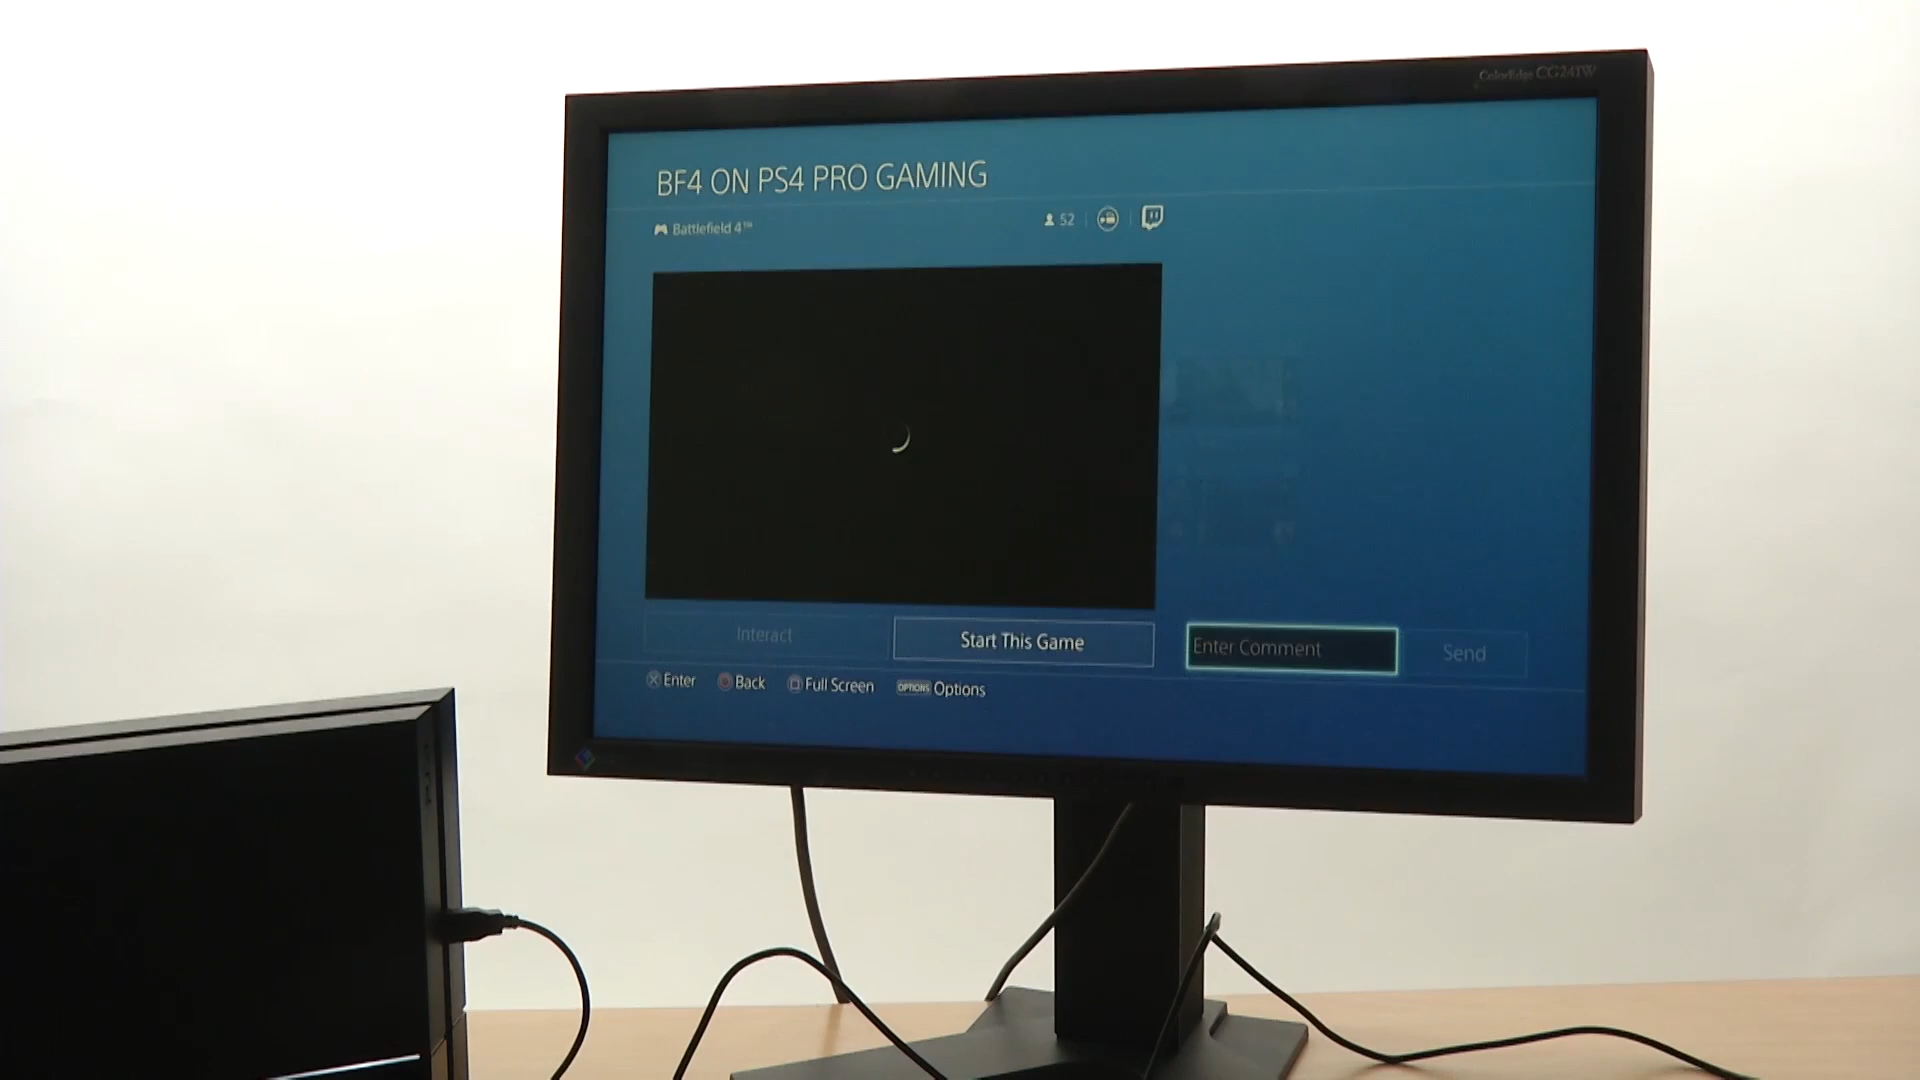 ColorEdge CG241W
BF4 ON PS4 PRO GAMING
Battlefield 4™
52
Interact
Start This Game
Enter Comment
Send
Enter
Back
Full Screen
OPTIONS Options